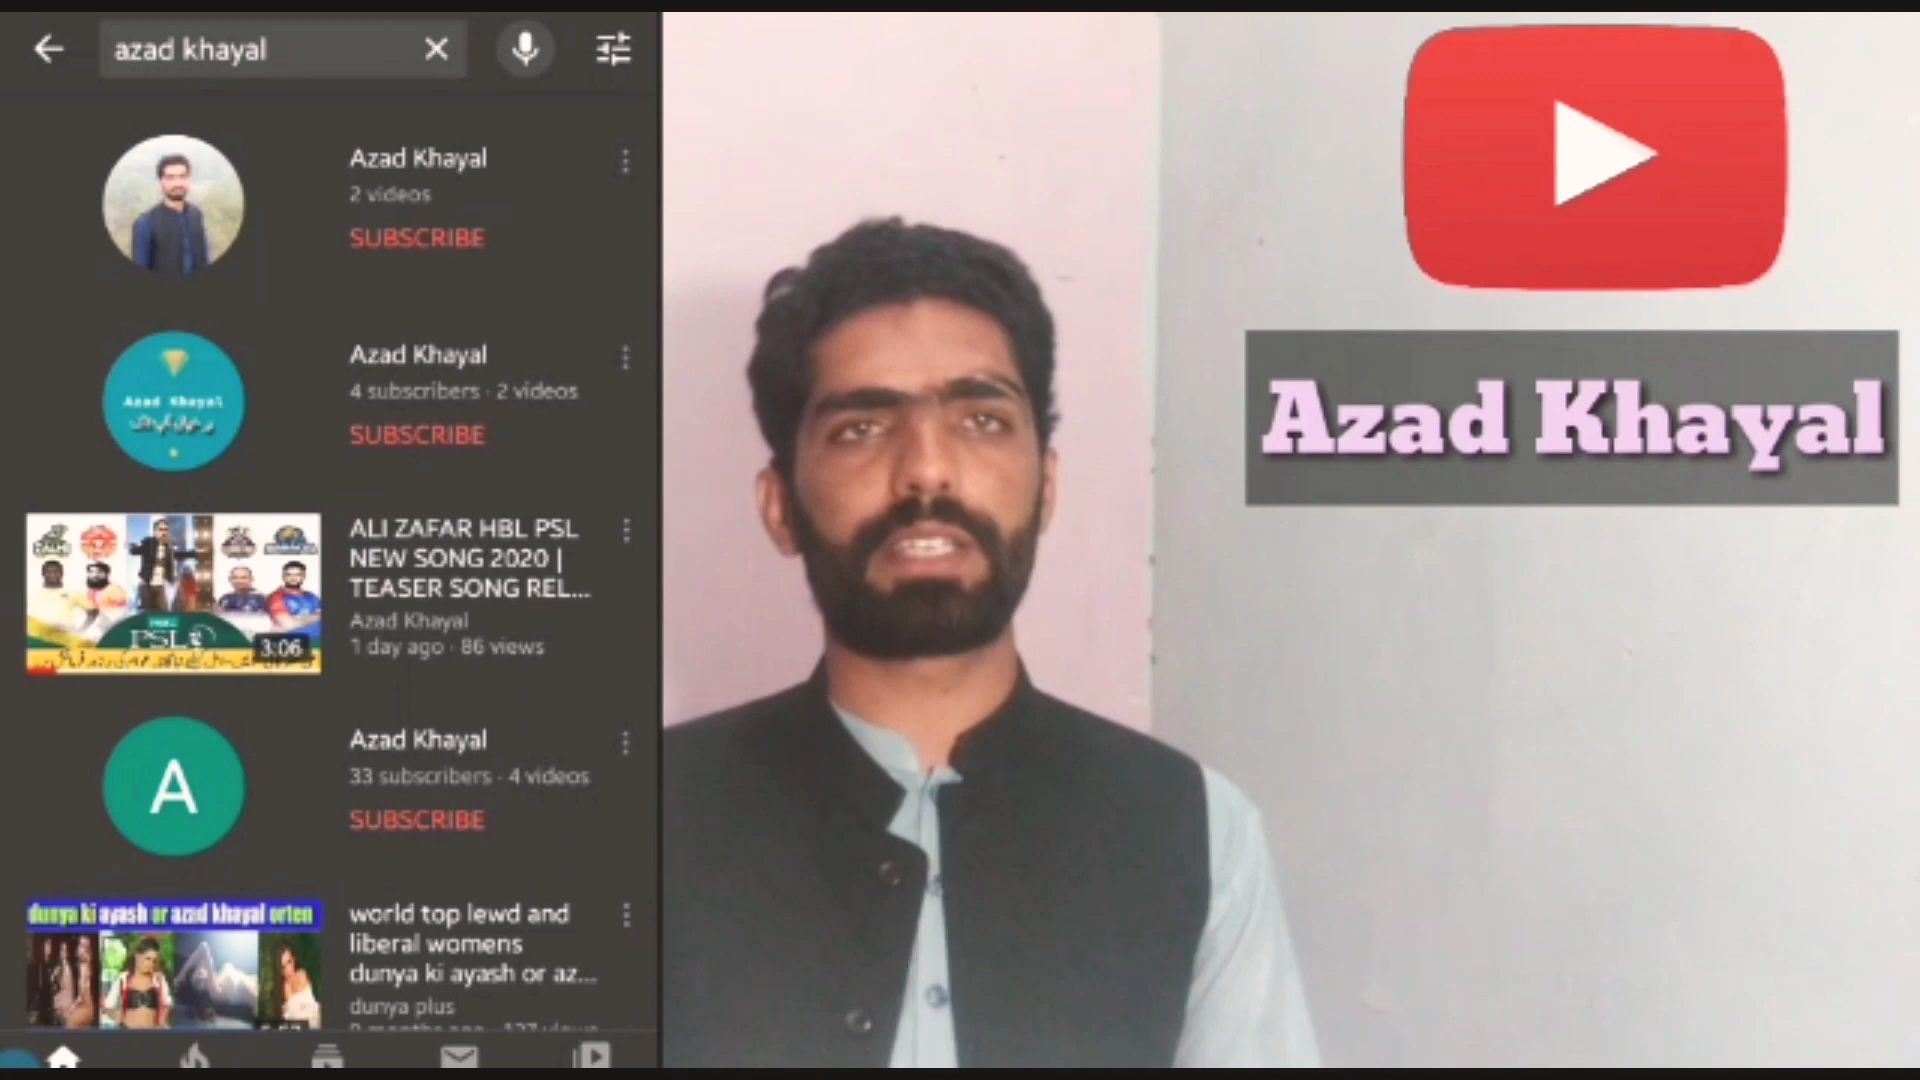 azad khayal
Azad Khayal
2 videos
SUBSCRIBE
Azad Khayal
4 subscribers · 2 videos
SUBSCRIBE
Azad Khayal
ALI ZAFAR HBL PSL
NEW SONG 2020 |
TEASER SONG REL...
Azad Khayal
1 day ago · 86 views
PSL
3:06
Azad Khayal
33 subscribers · 4 videos
SUBSCRIBE
A
dunya ki ayash or azad khayal orten
world top lewd and
liberal womens
dunya ki ayash or az...
dunya plus
Azad Khayal